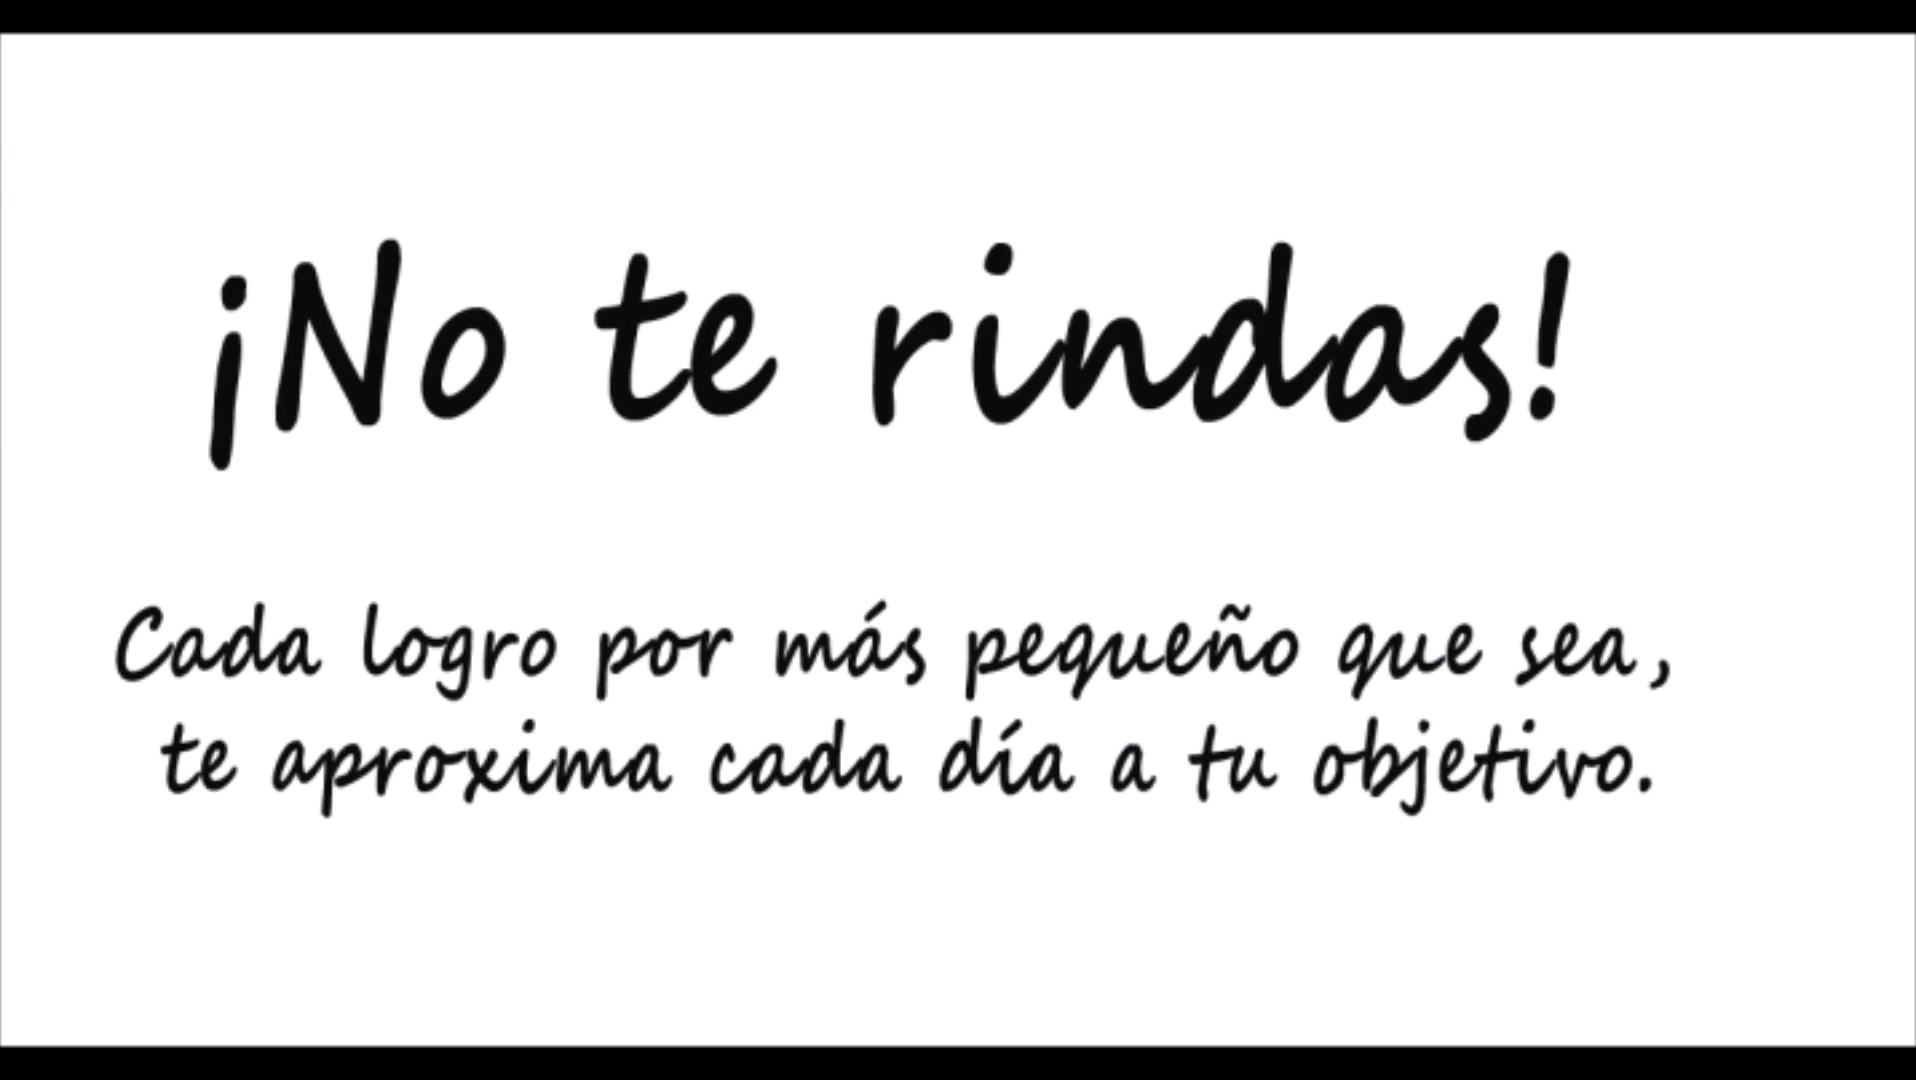 ¡No te rindas!
Cada logro por más pequeño que sea,
te aproxima cada día a tu objetivo.